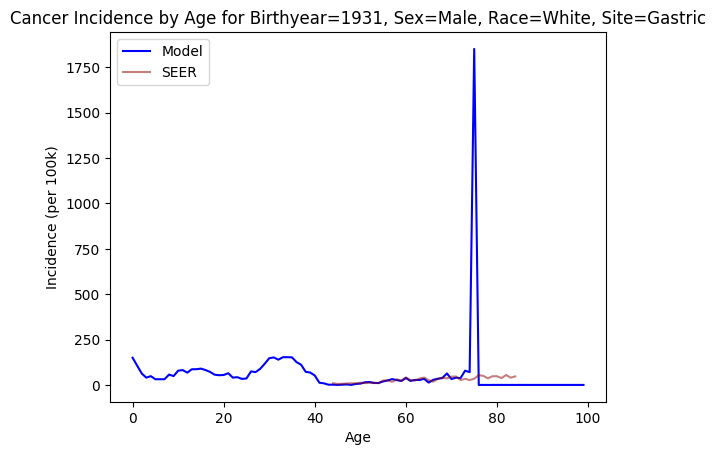 Cancer Incidence by Age for Birthyear=1931, Sex=Male, Race=White, Site=Gastric
Model
SEER
1750
1500
1250
1000
750
500
250
0
Incidence (per 100k)
0 20 40 60 80 100
Age